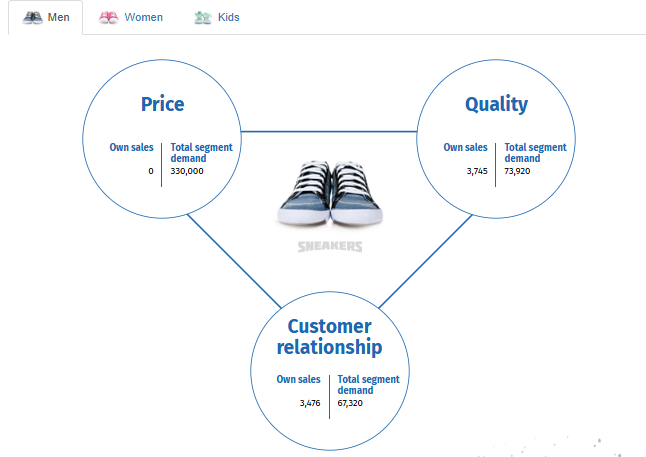 Men
Women
Kids
Price
Own sales
Total segment
demand
0
330,000
Quality
Own sales
Total segment
demand
3,745
73,920
SNEAKERS
Customer
relationship
Own sales
Total segment
demand
3,476
67,320